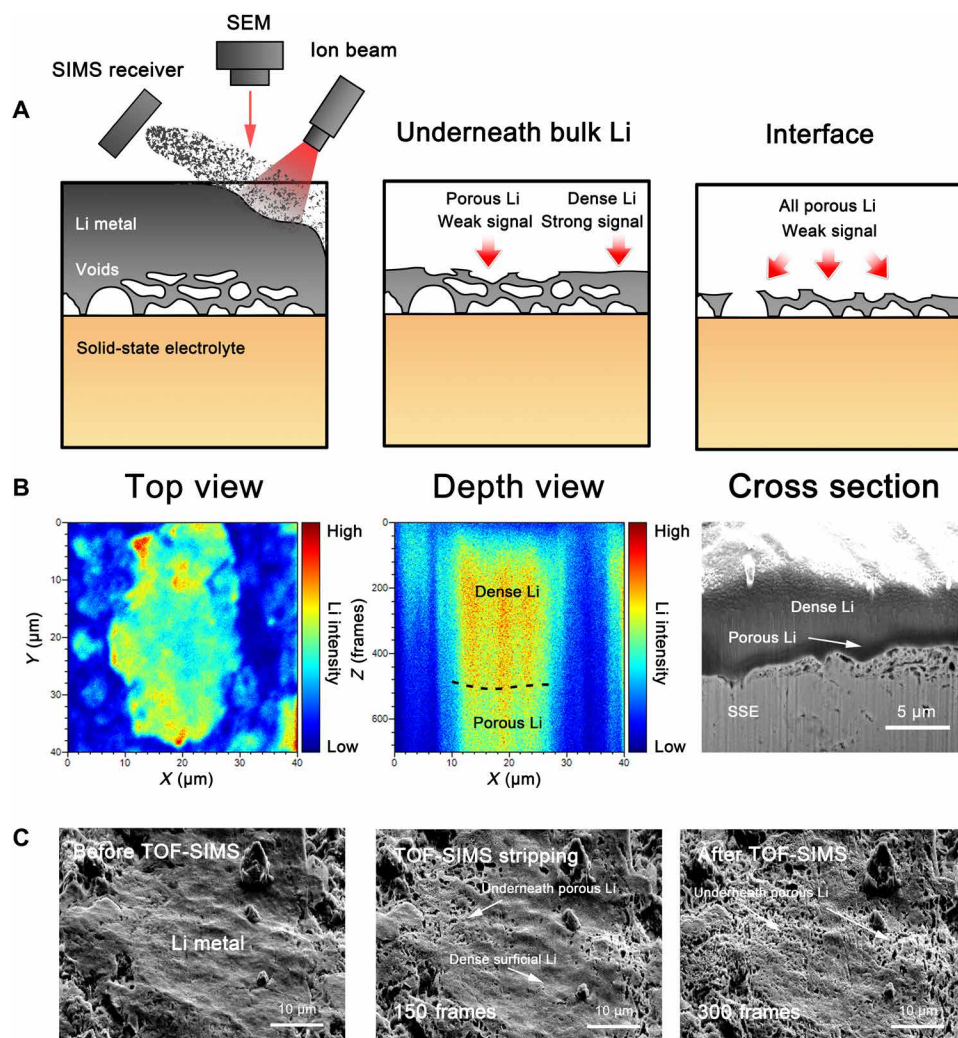 SEM
Ion beam
SIMS receiver
A
Underneath bulk Li
Interface
Li metal
Voids
Solid-state electrolyte
Porous Li
Weak signal
Dense Li
Strong signal
All porous Li
Weak signal
B
Top view
Depth view
Cross section
0
10
20
30
40
Y (μm)
0
10
20
30
40
X (μm)
High
Li intensity
Low
0
200
400
600
Z (frames)
Dense Li
Porous Li
0
10
20
30
40
X (μm)
High
Li intensity
Low
Dense Li
Porous Li
SSE
5 μm
C
Before TOF-SIMS
Li metal
10 μm
TOF-SIMS stripping
Underneath porous Li
Dense surficial Li
150 frames
10 μm
After TOF-SIMS
Underneath porous Li
300 frames
10 μm